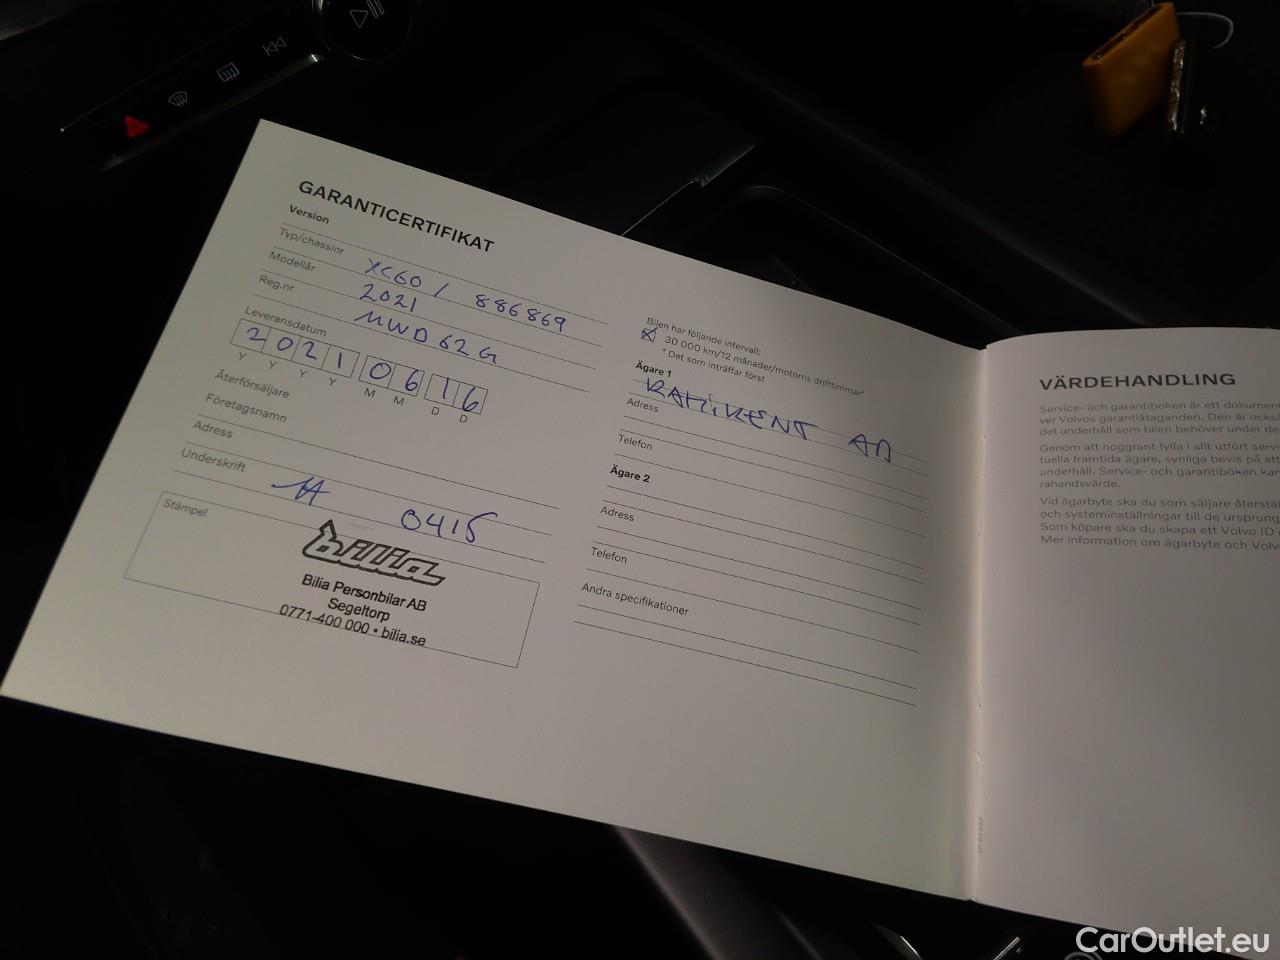 GARANTICERTIFIKAT
Version
Typ/chassinr XC60 / 886869
Modellår 2021
Reg.nr MWD62G
Leveransdatum
2021 06 16
Y Y Y Y M M D D
Återförsäljare
Företagsnamn
Adress
Underskrift
0415
Stämpel
bilia
Bilia Personbilar AB
Segeltorp
0771-400 000 • bilia.se
Bilen har följande intervall:
30 000 km/12 månader/motorns drifttimmar*
* Det som inträffar först
Ägare 1
Adress
Telefon
Ägare 2
Adress
Telefon
Andra specifikationer
VÄRDEHANDLING
Service- och garantiboken är ett dokumen
ver Volvos garantiåtaganden. Den är ocks
det underhåll som bilen behöver under de
Genom att noggrant fylla i allt utfört servi
tuella framtida ägare, synliga bevis på att
underhåll. Service- och garantiboken kan
rahandsvärde.
Vid ägarbyte ska du som säljare återstäl
och systeminställningar till de ursprung
Som köpare ska du skapa ett Volvo ID
Mer information om ägarbyte och Volv
CarOutlet.eu